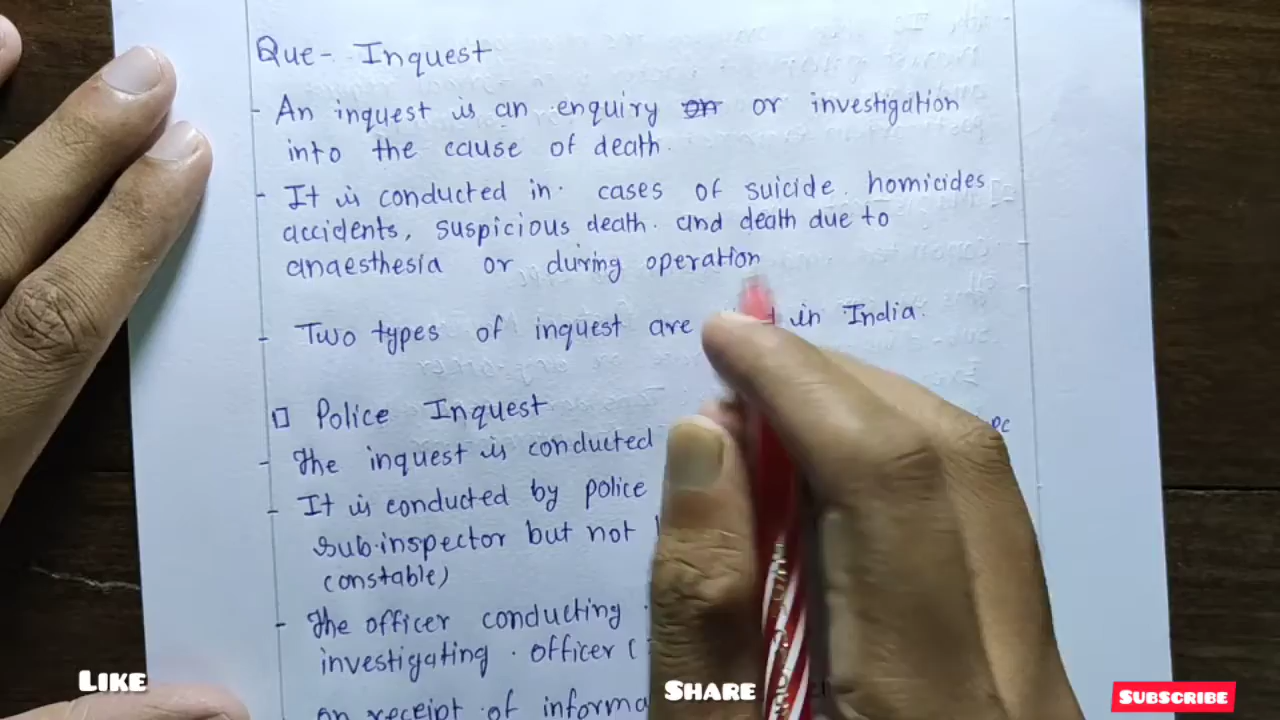 Que - Inquest
- An inquest is an enquiry on or investigation
into the cause of death.
- It is conducted in cases of suicide. homicides
accidents, suspicious death. and death due to
anaesthesia or during operation
- Two types of inquest are in India.
□ Police Inquest
- The inquest is conducted PC
- It is conducted by police
sub.inspector but not
constable)
- The officer conducting
investigating officer (
on receipt of informa
LIKE
SHARE
SUBSCRIBE